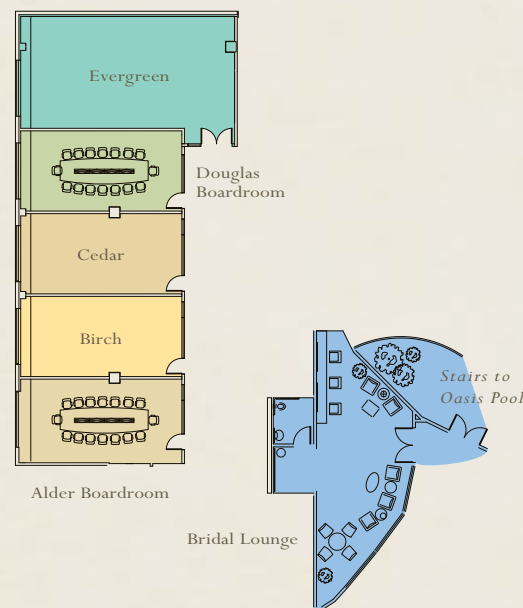 Evergreen
Douglas
Boardroom
Cedar
Birch
Stairs to
Oasis Pool
Alder Boardroom
Bridal Lounge